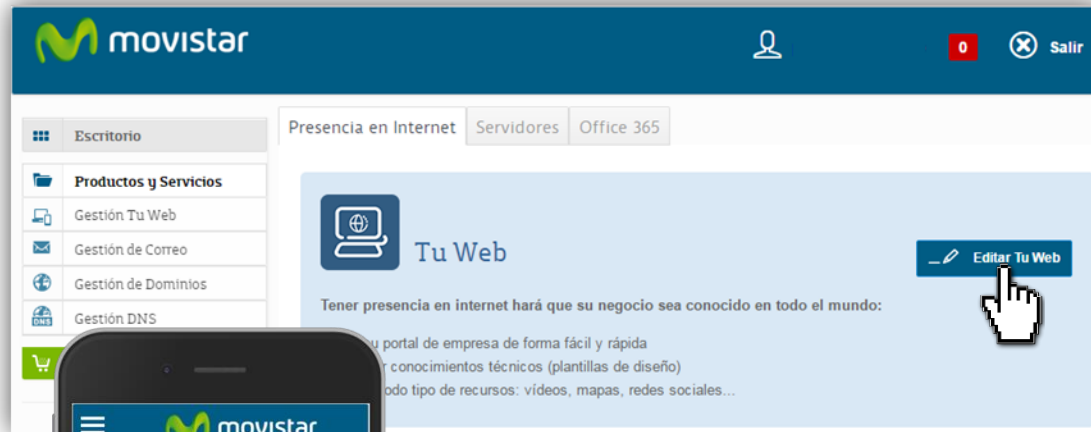 movistar
0
Salir
Escritorio
Presencia en Internet
Servidores
Office 365
Productos y Servicios
Gestión Tu Web
Gestión de Correo
Gestión de Dominios
Gestión DNS
DNS
Tu Web
Editar Tu Web
Tener presencia en internet hará que su negocio sea conocido en todo el mundo:
portal de empresa de forma fácil y rápida
conocimientos técnicos (plantillas de diseño)
tipo de recursos: vídeos, mapas, redes sociales...
movistar